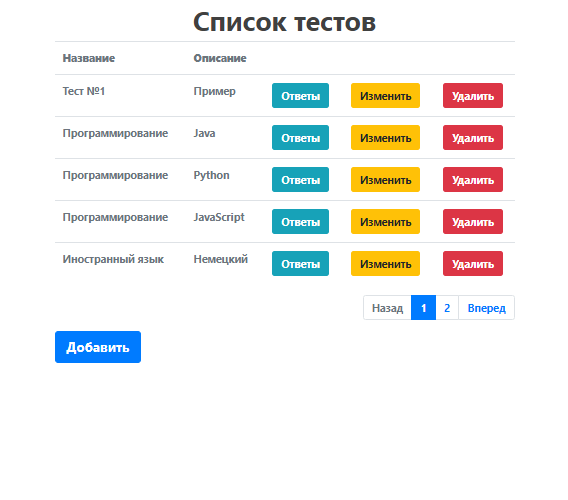 Список тестов
Название Описание
Тест №1 Пример Ответы Изменить Удалить
Программирование Java Ответы Изменить Удалить
Программирование Python Ответы Изменить Удалить
Программирование JavaScript Ответы Изменить Удалить
Иностранный язык Немецкий Ответы Изменить Удалить
Назад 1 2 Вперед
Добавить